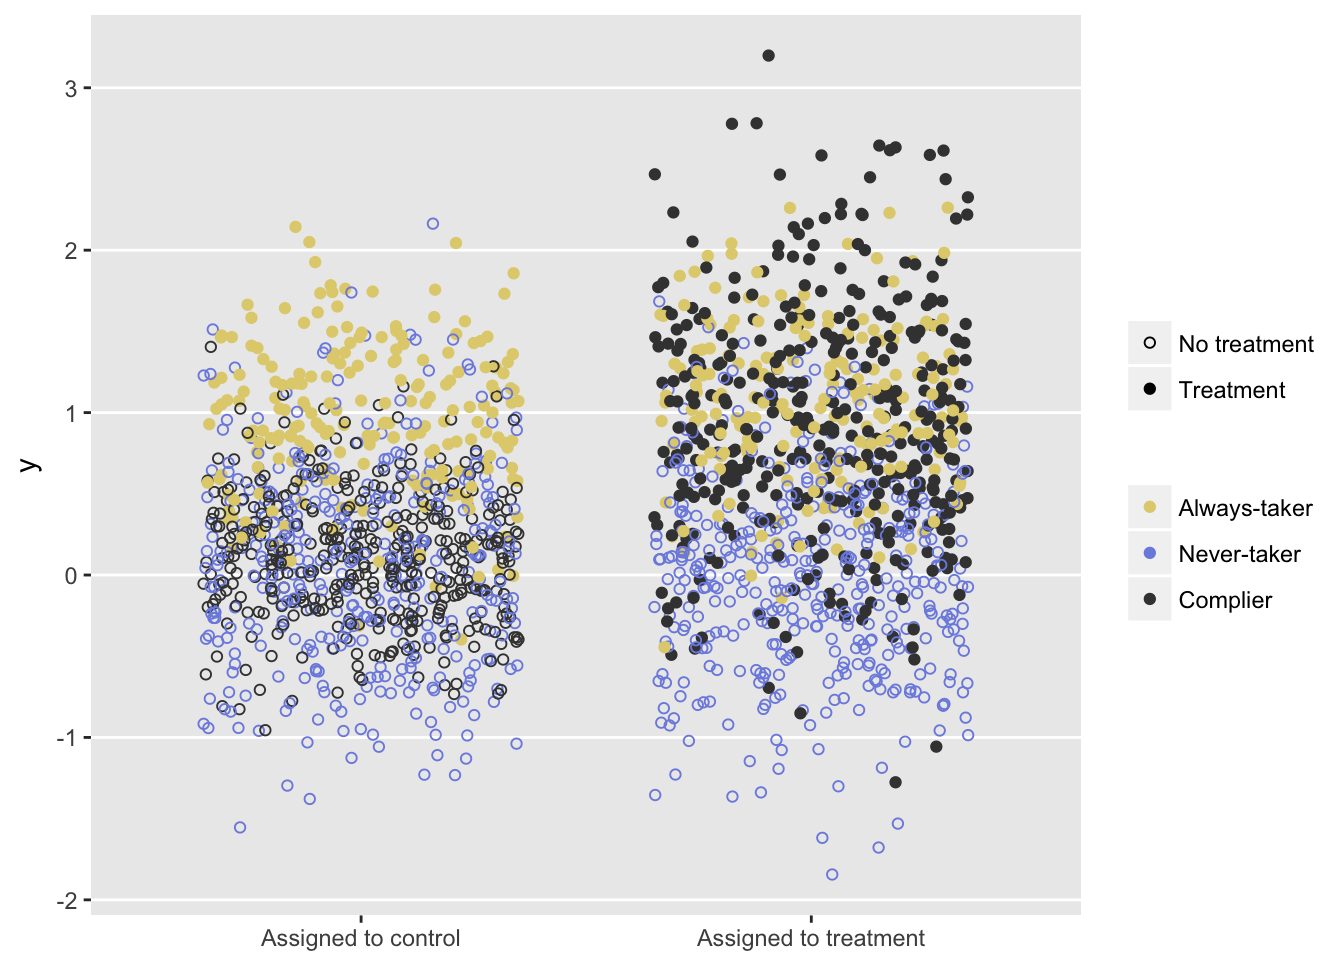 3
2
1
0
-1
-2
y
Assigned to control
Assigned to treatment
No treatment
Treatment
Always-taker
Never-taker
Complier